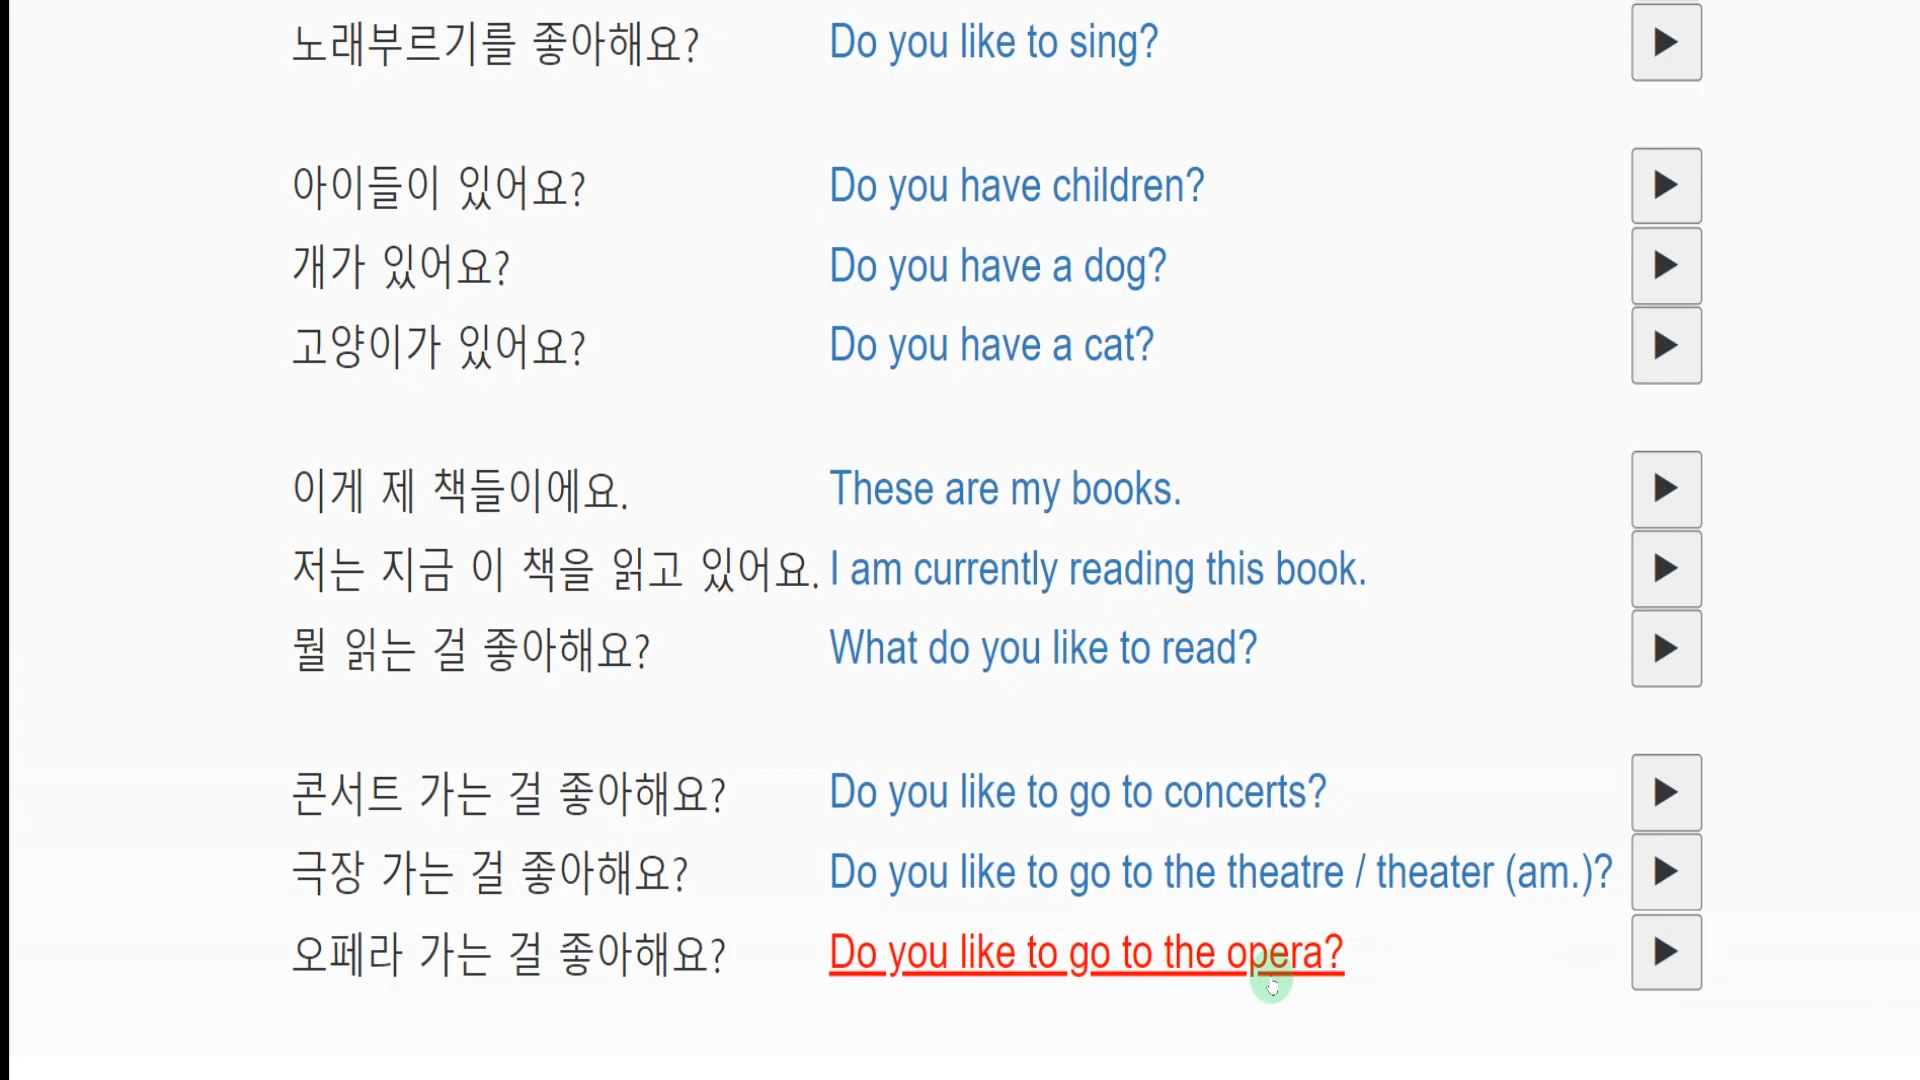 노래부르기를 좋아해요? Do you like to sing?
아이들이 있어요? Do you have children?
개가 있어요? Do you have a dog?
고양이가 있어요? Do you have a cat?
이게 제 책들이에요. These are my books.
저는 지금 이 책을 읽고 있어요. I am currently reading this book.
뭘 읽는 걸 좋아해요? What do you like to read?
콘서트 가는 걸 좋아해요? Do you like to go to concerts?
극장 가는 걸 좋아해요? Do you like to go to the theatre / theater (am.)?
오페라 가는 걸 좋아해요? Do you like to go to the opera?